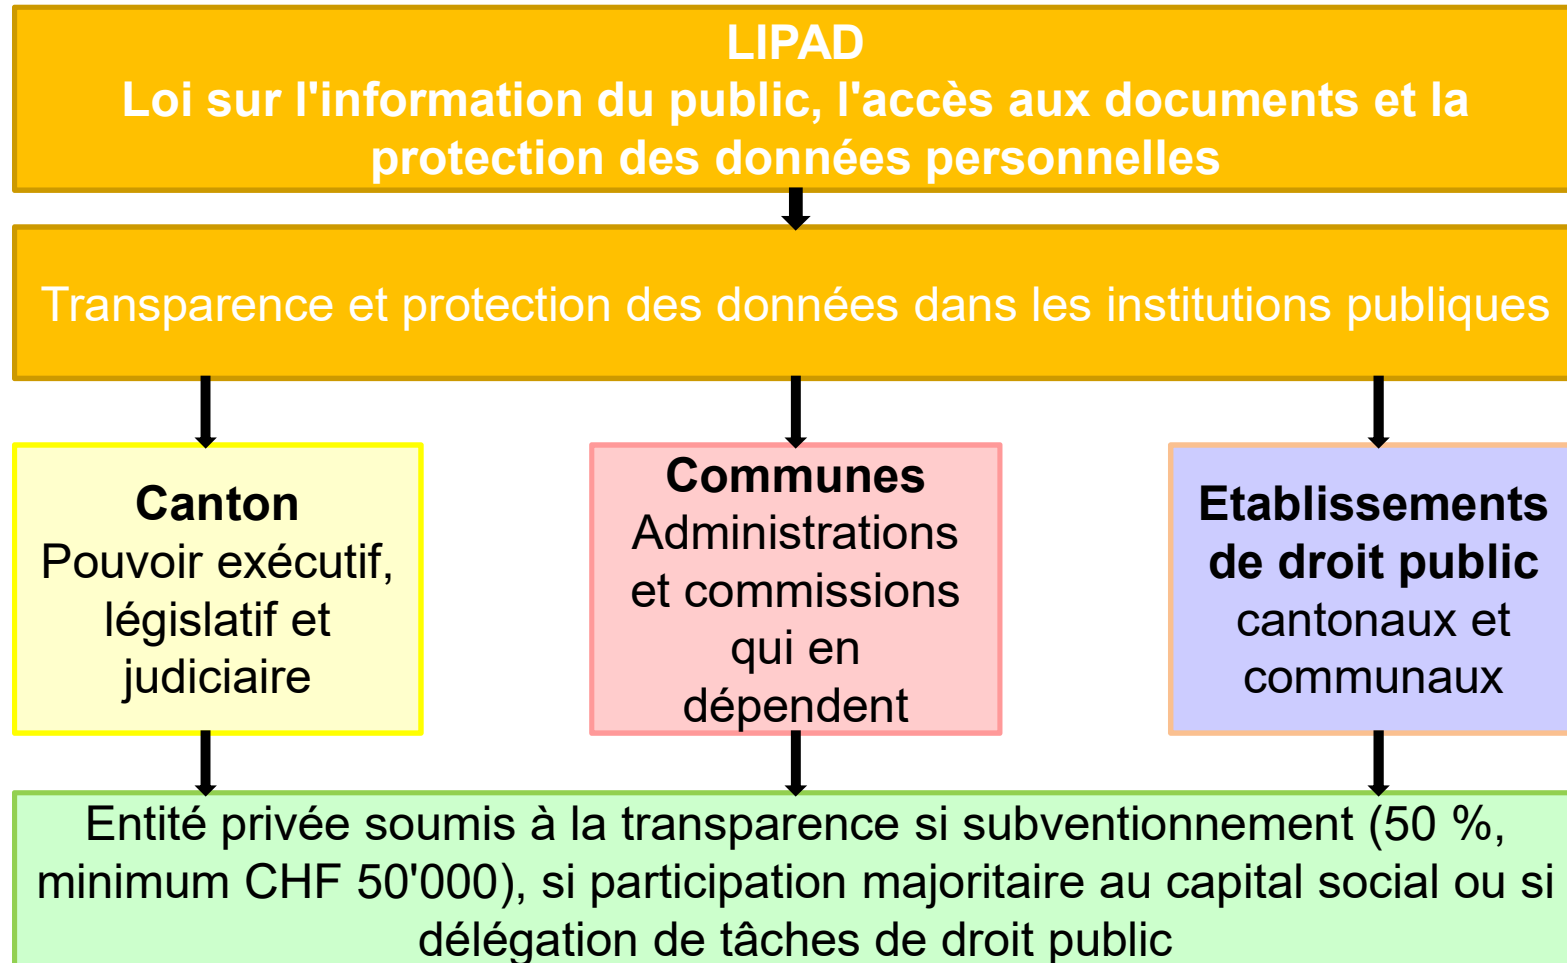 LIPAD
Loi sur l'information du public, l'accès aux documents et la
protection des données personnelles
Transparence et protection des données dans les institutions publiques
Canton
Pouvoir exécutif,
législatif et
judiciaire
Communes
Administrations
et commissions
qui en
dépendent
Etablissements
de droit public
cantonaux et
communaux
Entité privée soumis à la transparence si subventionnement (50 %,
minimum CHF 50'000), si participation majoritaire au capital social ou si
délégation de tâches de droit public